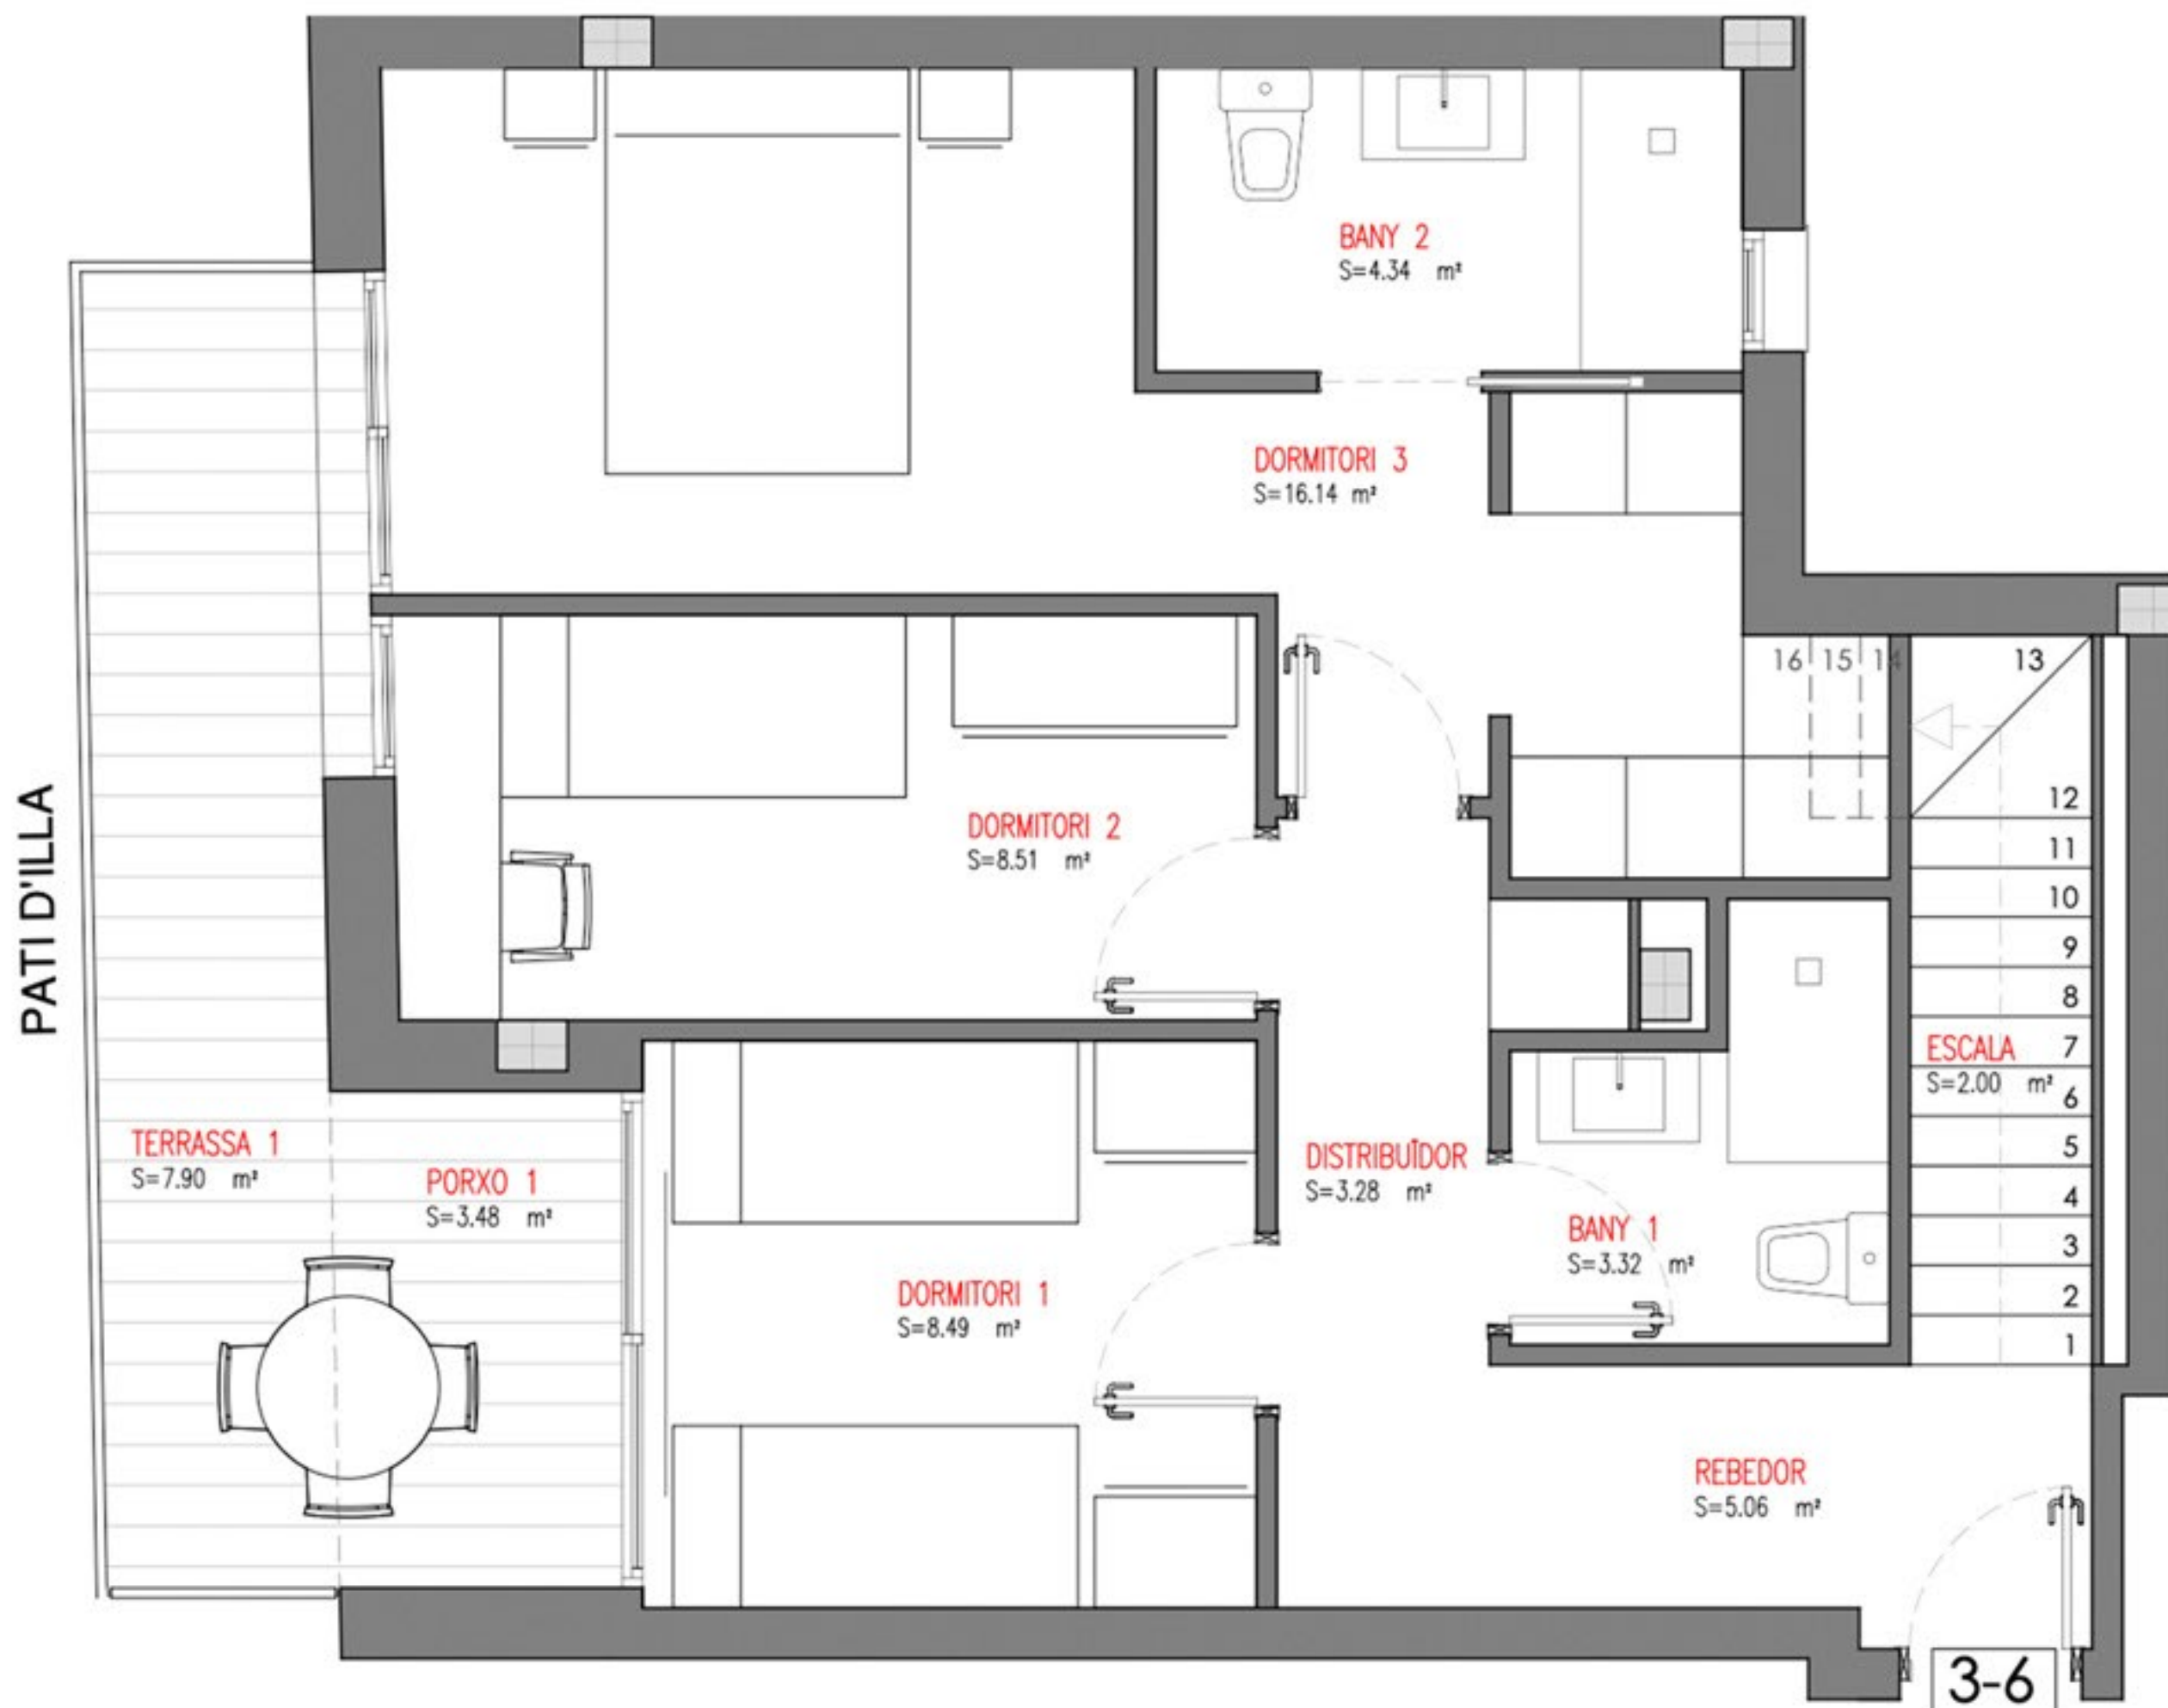 BANY 2
S=4.34 m²
DORMITORI 3
S=16.14 m²
16 15 14 13
12
11
10
9
8
7
6
5
4
3
2
1
ESCALA
S=2.00 m²
DORMITORI 2
S=8.51 m²
PATI D'ILLA
TERRASSA 1
S=7.90 m²
PORXO 1
S=3.48 m²
DISTRIBUÏDOR
S=3.28 m²
BANY 1
S=3.32 m²
DORMITORI 1
S=8.49 m²
REBEDOR
S=5.06 m²
3-6